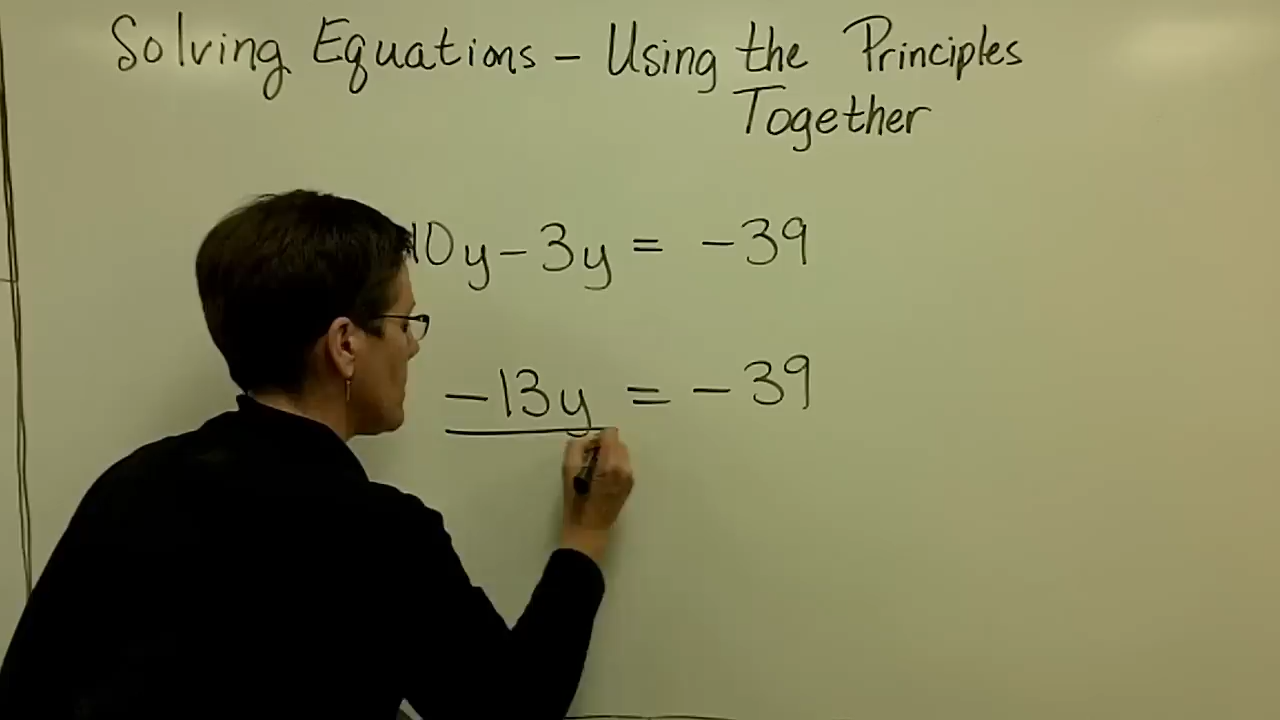 Solving Equations – Using the Principles
Together
10y – 3y = –39
–13y = –39